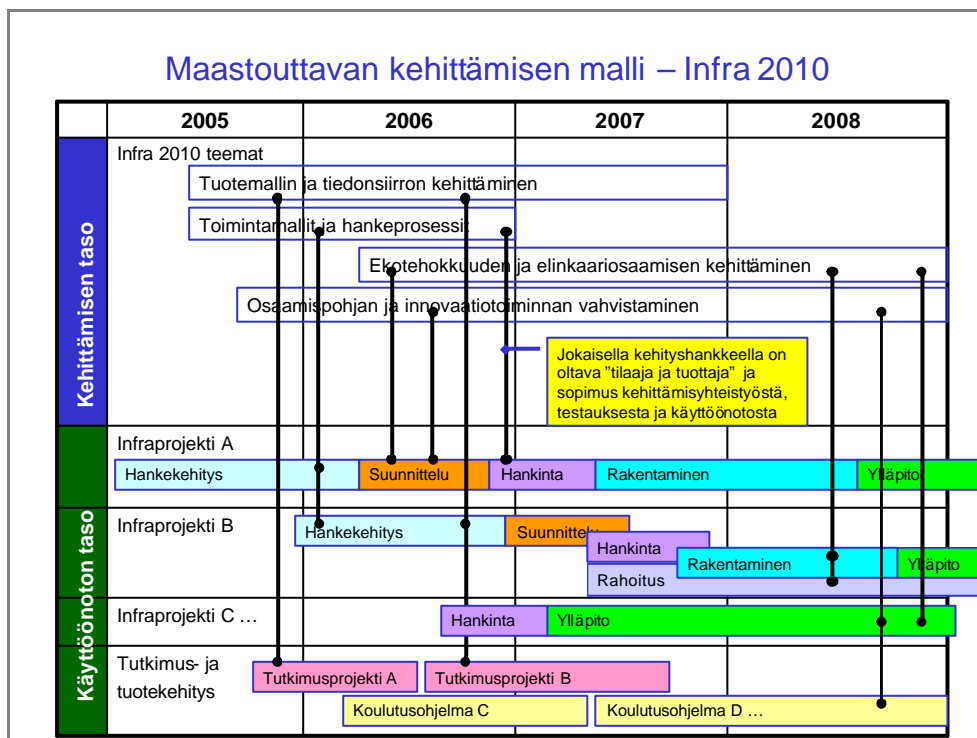 Maastouttavan kehittämisen malli – Infra 2010
2005 2006 2007 2008
Kehittämisen taso
Infra 2010 teemat
Tuotemallin ja tiedonsiirron kehittäminen
Toimintamallit ja hankeprosessit
Ekotehokkuuden ja elinkaariosaamisen kehittäminen
Osaamispohjan ja innovaatiotoiminnan vahvistaminen
Jokaisella kehityshankkeella on
oltava ”tilaaja ja tuottaja” ja
sopimus kehittämisyhteistyöstä,
testauksesta ja käyttöönotosta
Käyttöönoton taso
Infraprojekti A
Hankekehitys Suunnittelu Hankinta Rakentaminen Ylläpito
Infraprojekti B
Hankekehitys Suunnittelu
Hankinta
Rakentaminen Ylläpito
Rahoitus
Infraprojekti C …
Hankinta Ylläpito
Tutkimus- ja
tuotekehitys
Tutkimusprojekti A Tutkimusprojekti B
Koulutusohjelma C Koulutusohjelma D …